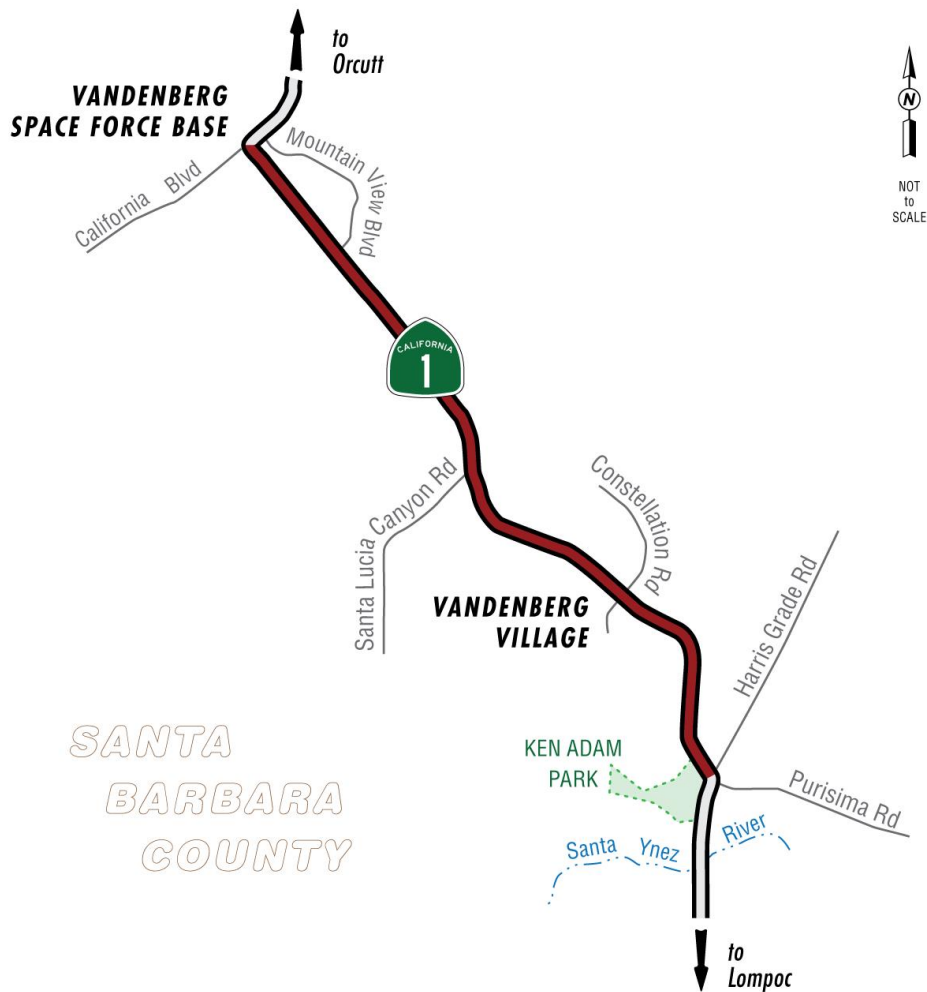 to
Orcutt
VANDENBERG
SPACE FORCE BASE
N
NOT
to
SCALE
Mountain View Blvd
California Blvd
CALIFORNIA
1
Santa Lucia Canyon Rd
Constellation Rd
VANDENBERG
VILLAGE
Harris Grade Rd
SANTA
BARBARA
COUNTY
KEN ADAM
PARK
Purisima Rd
Santa Ynez River
to
Lompoc